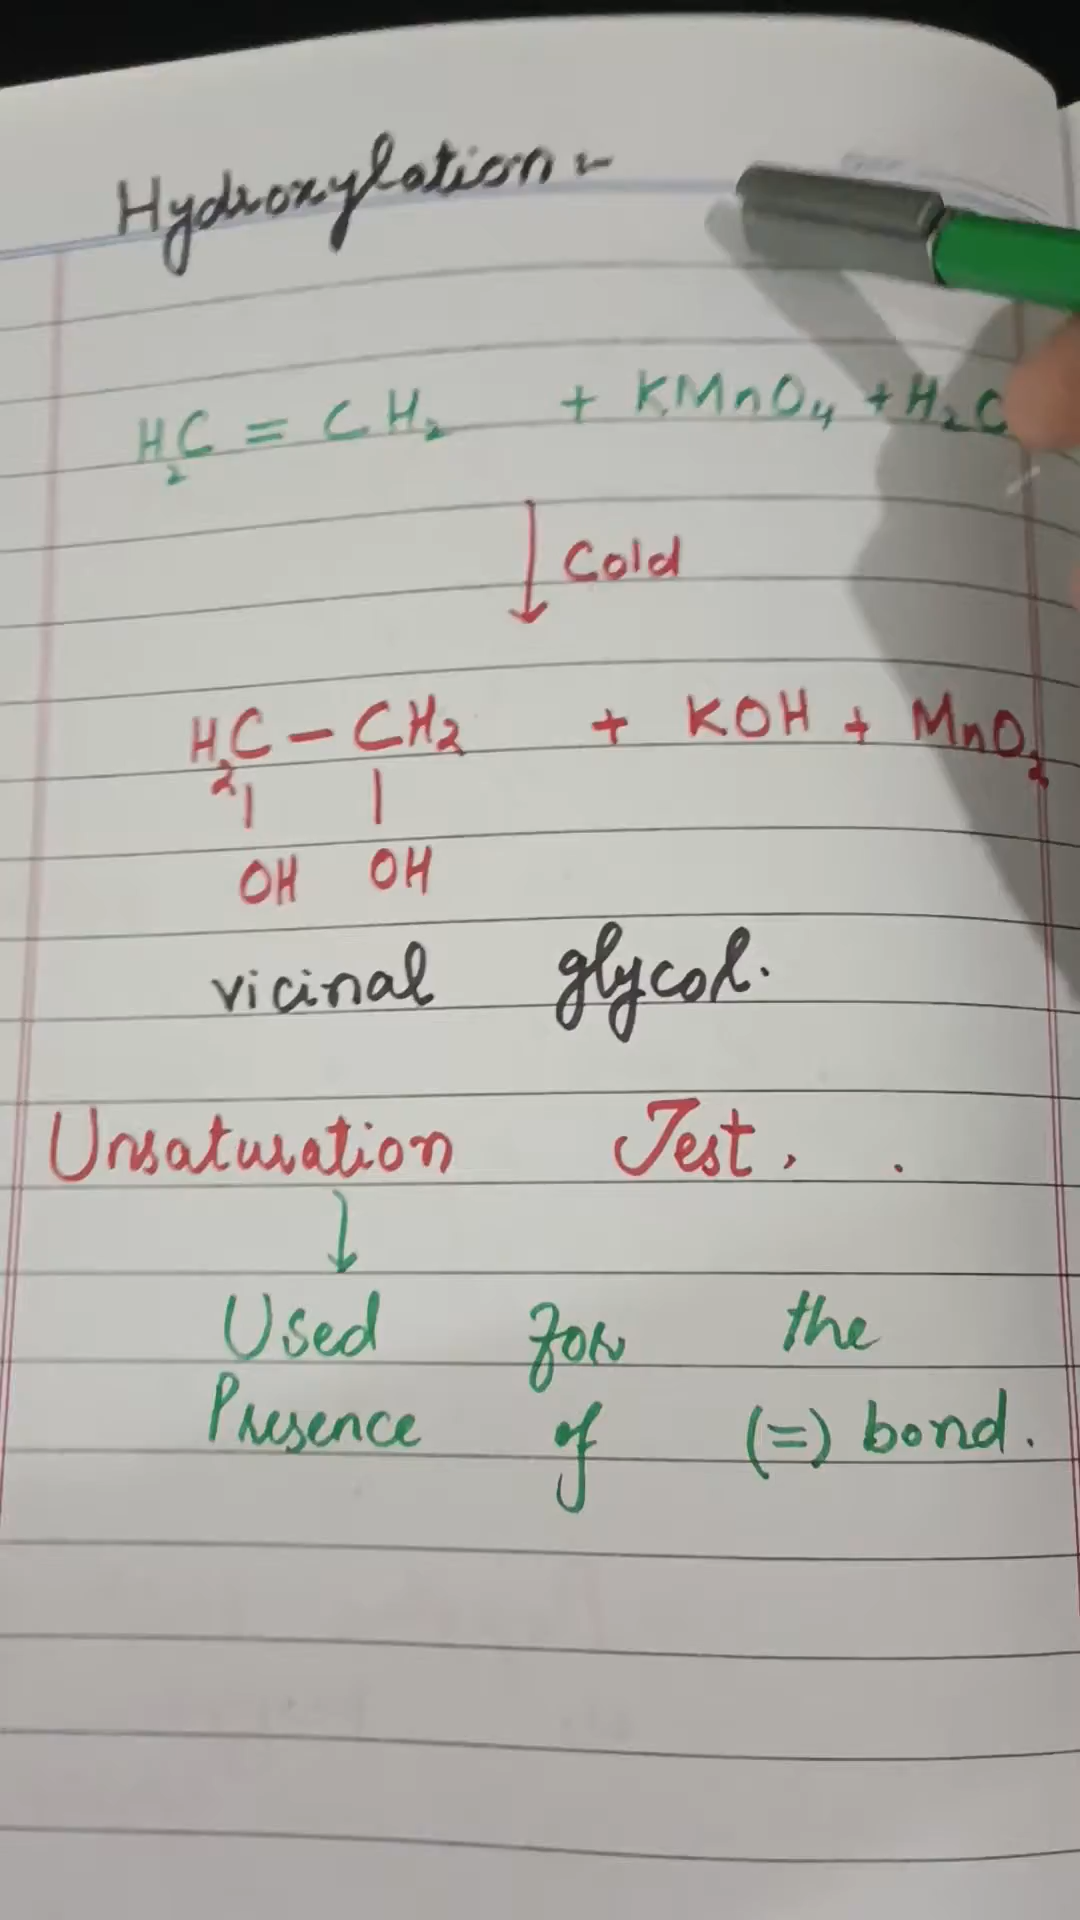 Hydroxylation :-
H₂C = CH₂ + KMnO₄ + H₂
Cold
H₂C - CH₂ + KOH + MnO₂
OH OH
vicinal glycol.
Unsaturation Test.
Used for the
Presence of (=) bond.